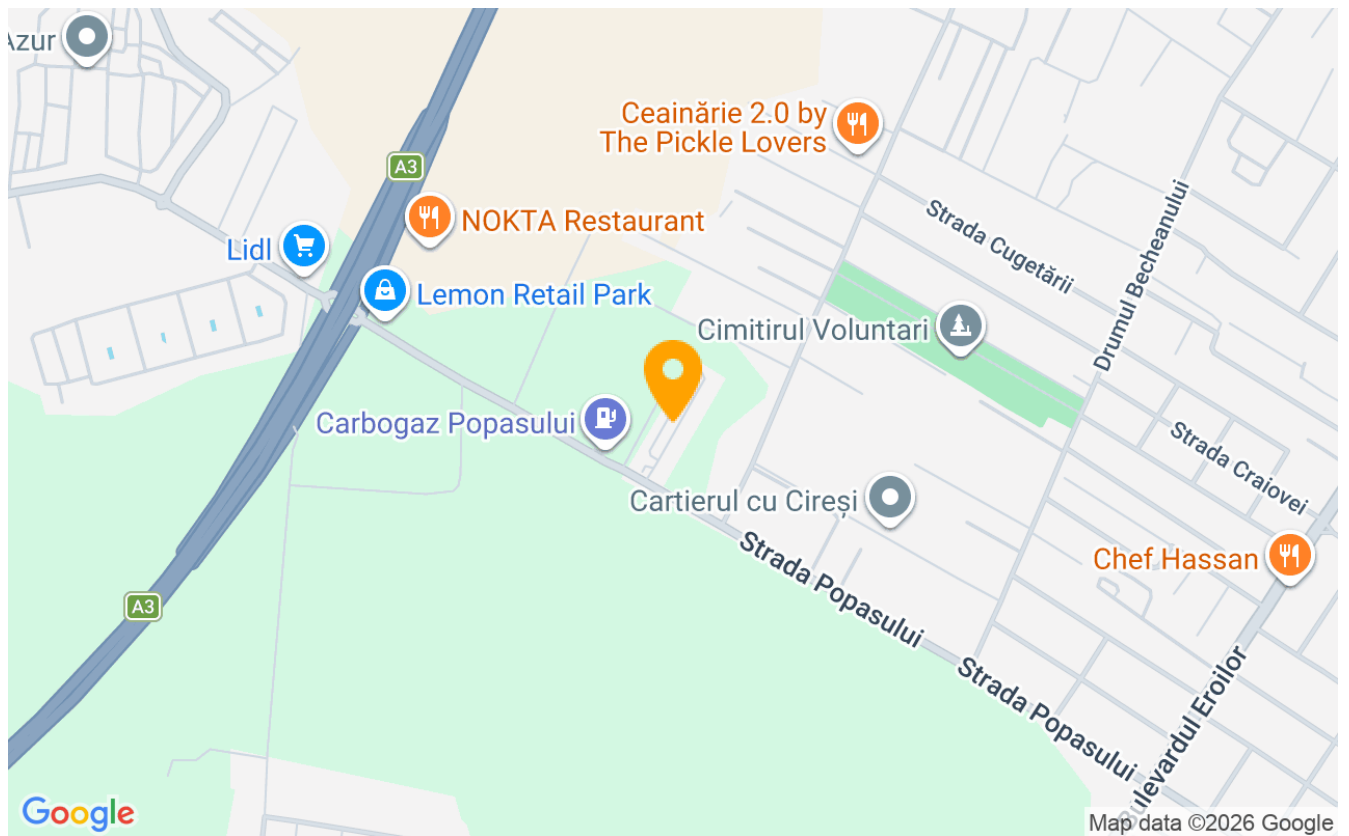 Azur
Ceainărie 2.0 by
The Pickle Lovers
A3
Strada Cugetării
Drumul Becheanului
NOKTA Restaurant
Lidl
Lemon Retail Park
Cimitirul Voluntari
Carbogaz Popasului
Strada Craiovei
Cartierul cu Cireși
Chef Hassan
Strada Popasului
A3
Strada Popasului
Bulevardul Eroilor
Google
Map data ©2026 Google